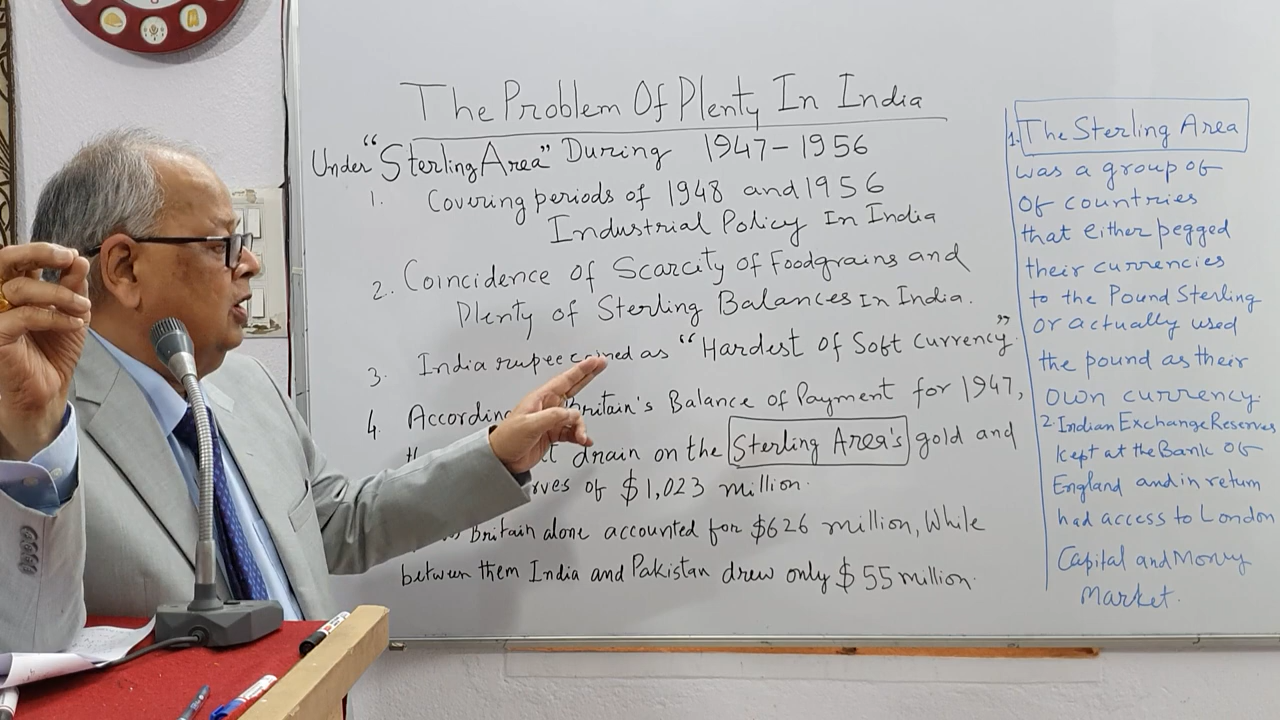 The Problem Of Plenty In India
Under "Sterling Area" During 1947-1956
1. Covering periods of 1948 and 1956
Industrial Policy In India
2. Coincidence of Scarcity of Foodgrains and
Plenty of Sterling Balances In India.
3. India rupee as "Hardest of Soft Currency"
4. Britain's Balance of Payment for 1947,
drain on the Sterling Area's gold and
of $1,023 million.
Britain alone accounted for $626 million, While
between them India and Pakistan drew only $55 million.
1. The Sterling Area
was a group of
of countries
that either pegged
their currencies
to the Pound Sterling
or actually used
the pound as their
own currency.
2. Indian Exchange Reserves
kept at the Bank of
England and in return
had access to London
Capital and Money
Market.